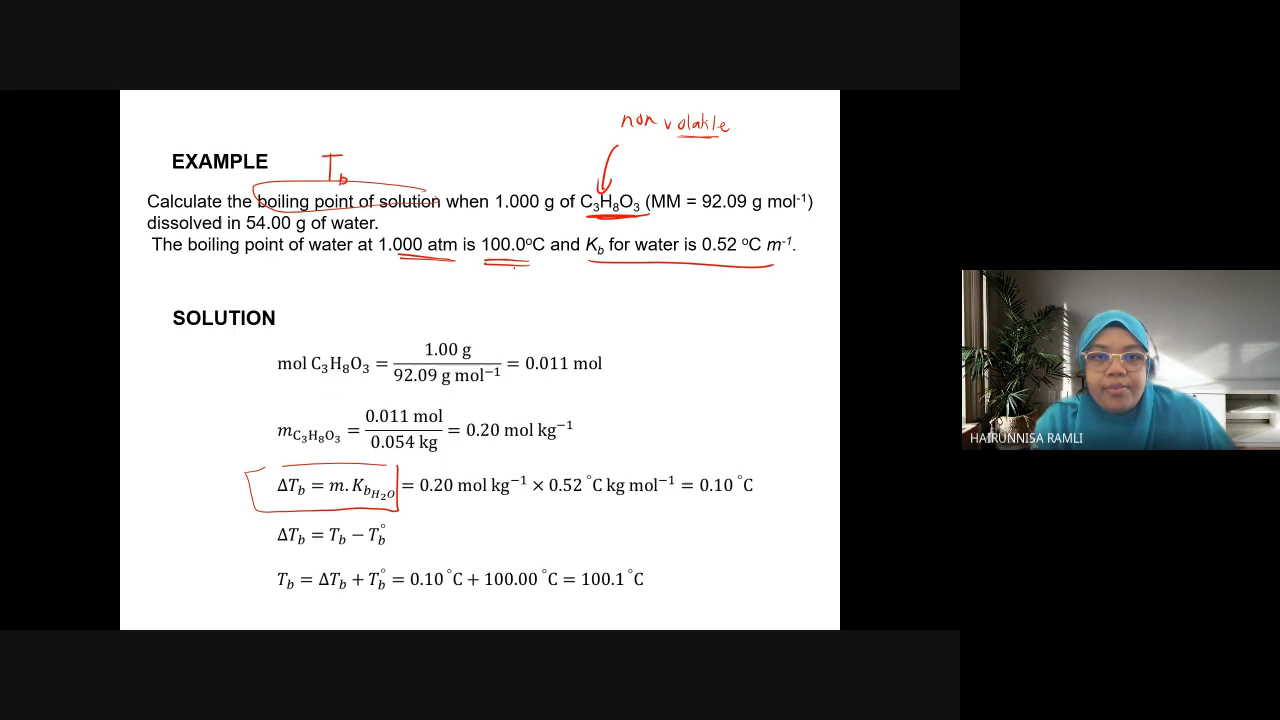 non volatile
EXAMPLE
T_b
Calculate the boiling point of solution when 1.000 g of C₃H₈O₃ (MM = 92.09 g mol⁻¹)
dissolved in 54.00 g of water.
The boiling point of water at 1.000 atm is 100.0ºC and K_b for water is 0.52 ºC m⁻¹.
SOLUTION
mol C₃H₈O₃ = 1.00 g / 92.09 g mol⁻¹ = 0.011 mol
m_C₃H₈O₃ = 0.011 mol / 0.054 kg = 0.20 mol kg⁻¹
ΔT_b = m. K_b_H₂O = 0.20 mol kg⁻¹ × 0.52 °C kg mol⁻¹ = 0.10 °C
ΔT_b = T_b − T_b°
T_b = ΔT_b + T_b° = 0.10 °C + 100.00 °C = 100.1 °C
HAIRUNNISA RAMLI